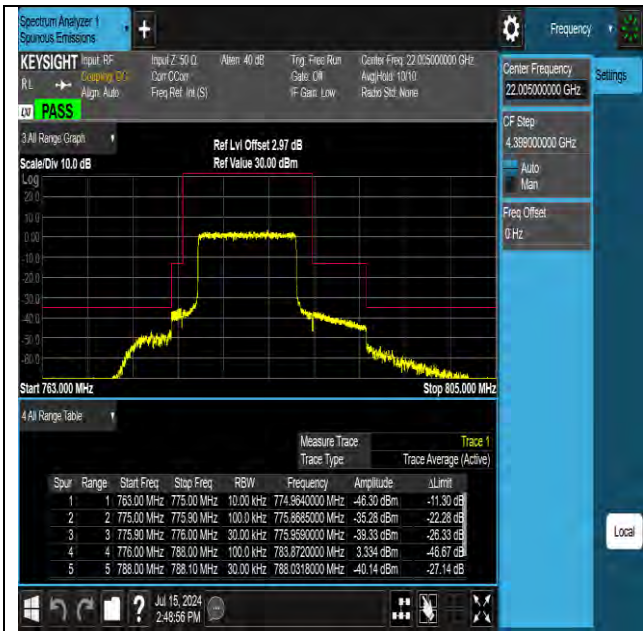 Spectrum Analyzer 1
Spurious Emissions
Frequency
KEYSIGHT Input: RF Input Z: 50 Ω Atten: 40 dB Trig: Free Run Center Freq: 22.005000000 GHz
RL Coupling: DC Corr CCorr Gate: Off Avg|Hold: 10/10
Align: Auto Freq Ref: Int (S) IF Gain: Low Radio Std: None
PASS
Center Frequency
22.005000000 GHz
Settings
CF Step
4.399000000 GHz
Auto
Man
Freq Offset
0 Hz
3 All Range Graph
Ref Lvl Offset 2.97 dB
Scale/Div 10.0 dB Ref Value 30.00 dBm
Log
20.0
10.0
0.00
-10.0
-20.0
-30.0
-40.0
-50.0
-60.0
Start 763.000 MHz Stop 805.000 MHz
4 All Range Table
Measure Trace Trace 1
Trace Type Trace Average (Active)
Spur Range Start Freq Stop Freq RBW Frequency Amplitude ΔLimit
1 1 763.00 MHz 775.00 MHz 10.00 kHz 774.9640000 MHz -46.30 dBm -11.30 dB
2 2 775.00 MHz 775.90 MHz 100.0 kHz 775.8685000 MHz -35.28 dBm -22.28 dB
3 3 775.90 MHz 776.00 MHz 30.00 kHz 775.9590000 MHz -39.33 dBm -26.33 dB
4 4 776.00 MHz 788.00 MHz 100.0 kHz 783.8720000 MHz 3.334 dBm -46.67 dB
5 5 788.00 MHz 788.10 MHz 30.00 kHz 788.0318000 MHz -40.14 dBm -27.14 dB
Local
Jul 15, 2024
2:48:56 PM